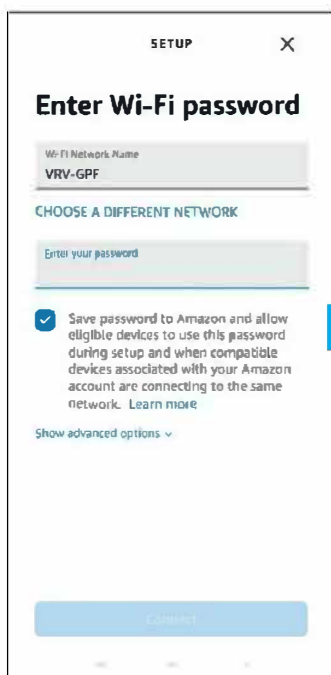 SETUP
Enter Wi-Fi password
Wi-Fi Network Name
VRV-GPF
CHOOSE A DIFFERENT NETWORK
Enter your password
Save password to Amazon and allow
eligible devices to use this password
during setup and when compatible
devices associated with your Amazon
account are connecting to the same
network. Learn more
Show advanced options
Connect